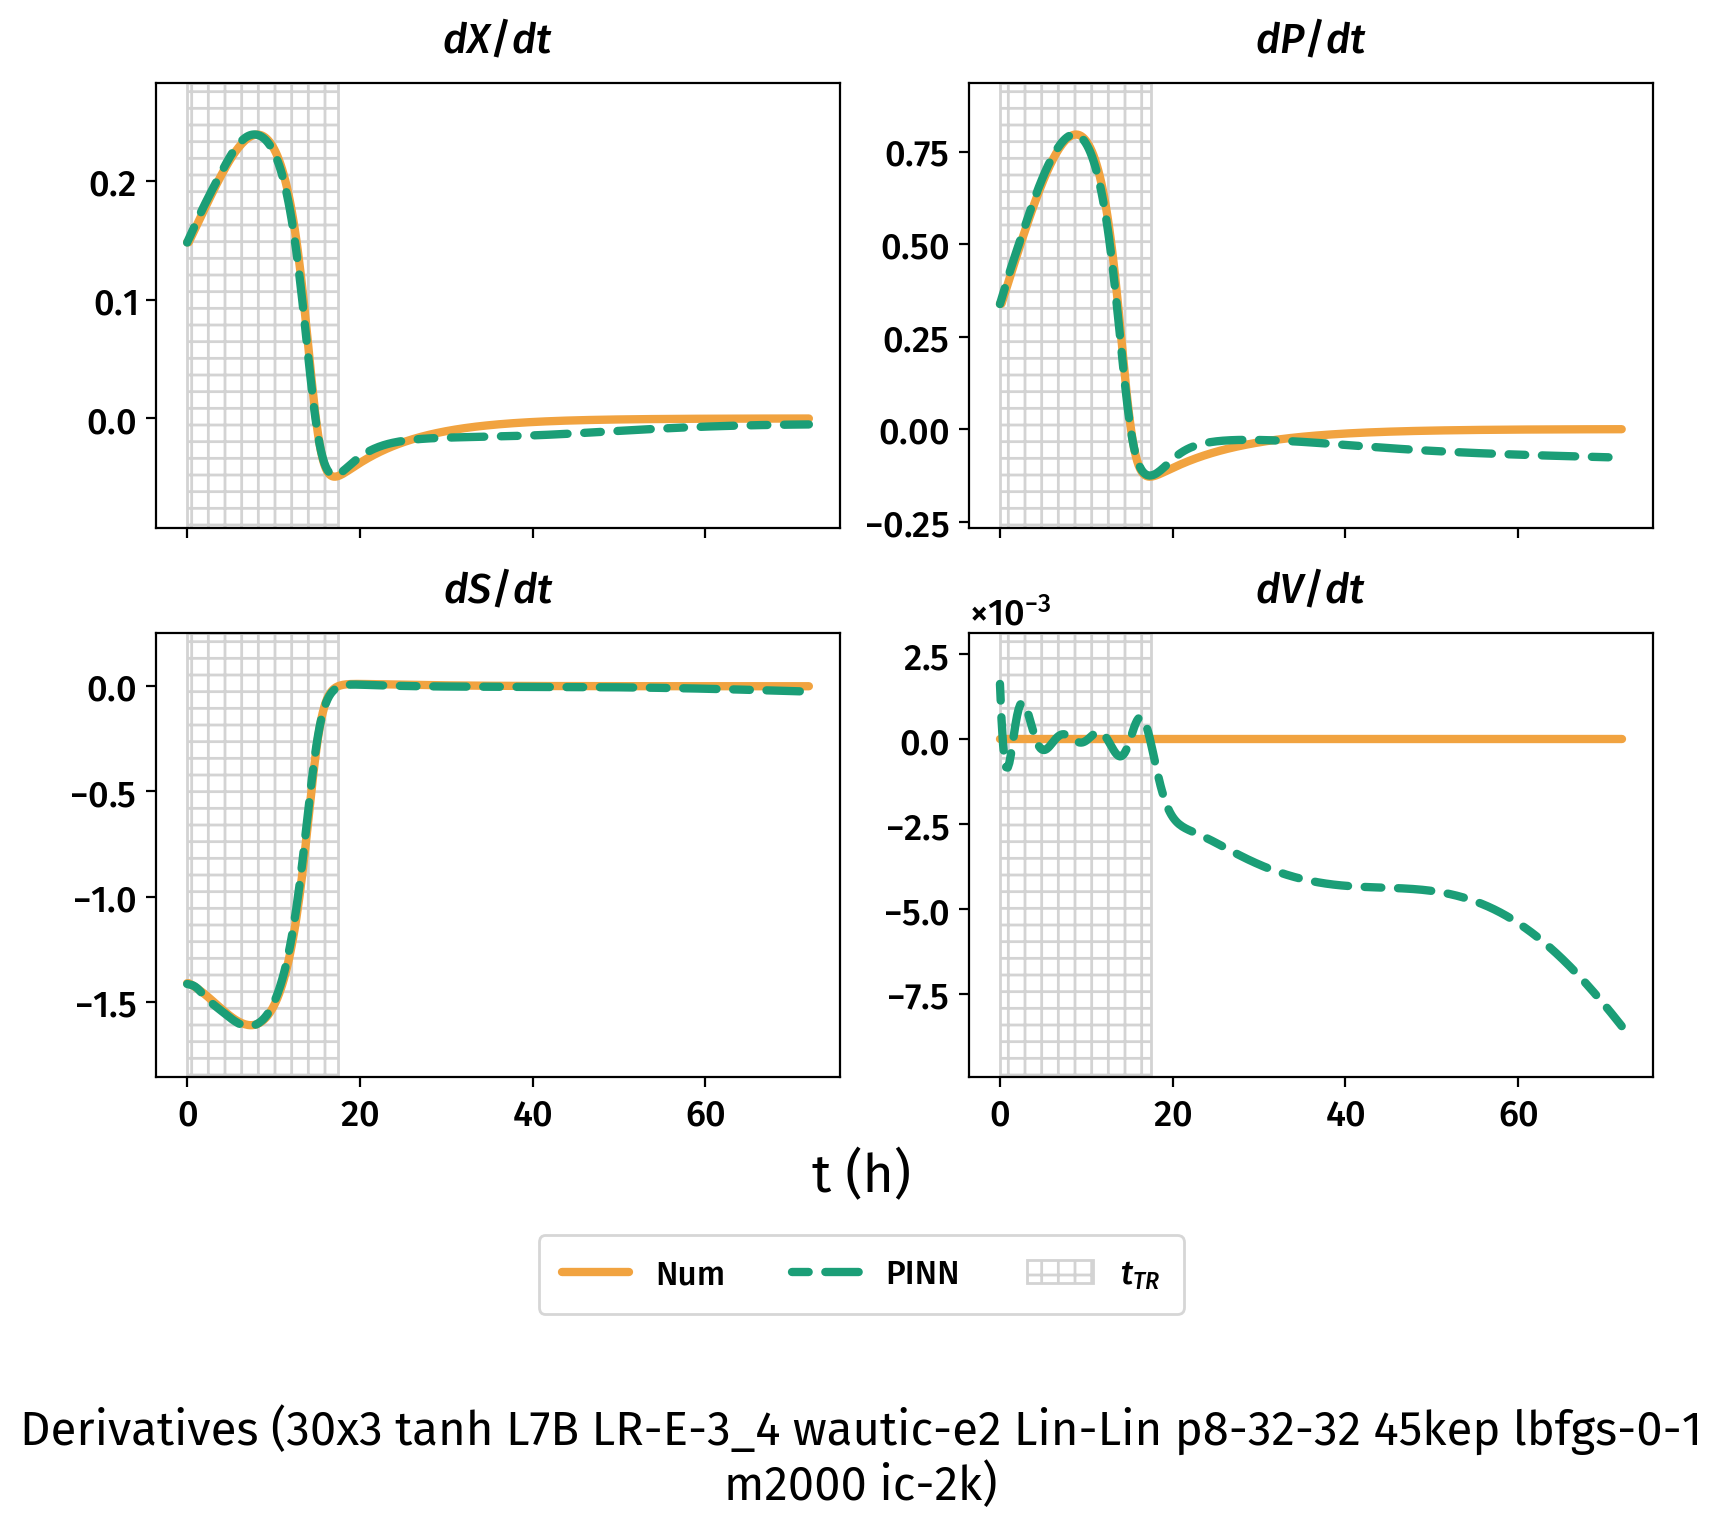 dX/dt
0.2
0.1
0.0
dP/dt
0.75
0.50
0.25
0.00
−0.25
dS/dt
0.0
−0.5
−1.0
−1.5
0 20 40 60
dV/dt
×10⁻³
2.5
0.0
−2.5
−5.0
−7.5
0 20 40 60
t (h)
Num PINN t_TR
Derivatives (30x3 tanh L7B LR-E-3_4 wautic-e2 Lin-Lin p8-32-32 45kep lbfgs-0-1
m2000 ic-2k)